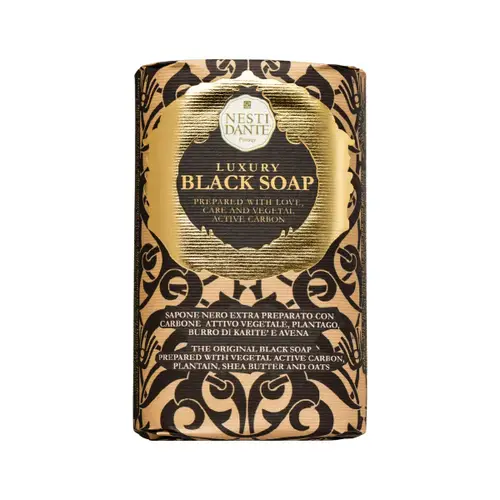 NESTI
DANTE
Firenze
LUXURY
BLACK SOAP
PREPARED WITH LOVE,
CARE AND VEGETAL
ACTIVE CARBON
SAPONE NERO EXTRA PREPARATO CON
CARBONE ATTIVO VEGETALE, PLANTAGO,
BURRO DI KARITE' E AVENA
THE ORIGINAL BLACK SOAP
PREPARED WITH VEGETAL ACTIVE CARBON,
PLANTAIN, SHEA BUTTER AND OATS